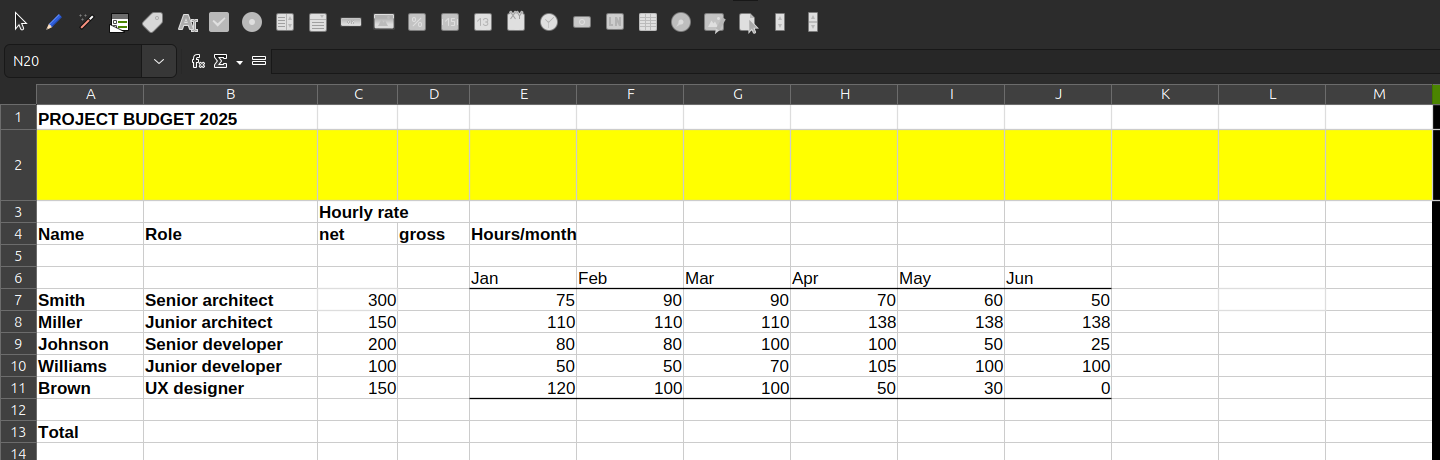 N20
A B C D E F G H I J K L M
1 PROJECT BUDGET 2025
2
3 Hourly rate
4 Name Role net gross Hours/month
5
6 Jan Feb Mar Apr May Jun
7 Smith Senior architect 300 75 90 90 70 60 50
8 Miller Junior architect 150 110 110 110 138 138 138
9 Johnson Senior developer 200 80 80 100 100 50 25
10 Williams Junior developer 100 50 50 70 105 100 100
11 Brown UX designer 150 120 100 100 50 30 0
12
13 Total
14